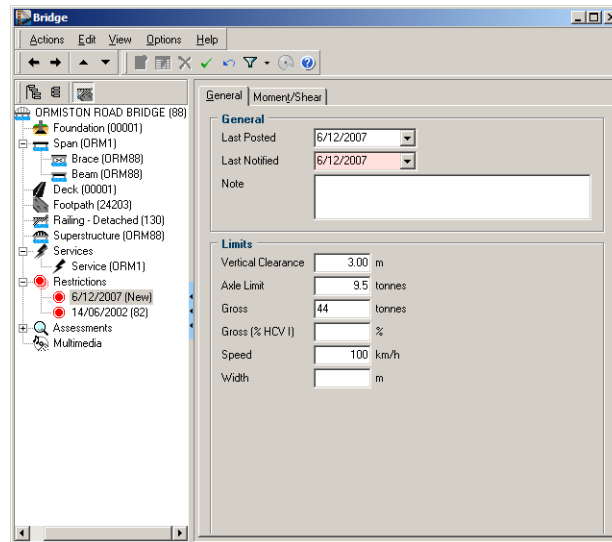 Bridge
Actions Edit View Options Help
ORMISTON ROAD BRIDGE (88)
Foundation (00001)
Span (ORM1)
Brace (ORM88)
Beam (ORM88)
Deck (00001)
Footpath (24203)
Railing - Detached (130)
Superstructure (ORM88)
Services
Service (ORM1)
Restrictions
6/12/2007 (New)
14/06/2002 (82)
Assessments
Multimedia
General Moment/Shear
General
Last Posted 6/12/2007
Last Notified 6/12/2007
Note
Limits
Vertical Clearance 3.00 m
Axle Limit 9.5 tonnes
Gross 44 tonnes
Gross (% HCV I) %
Speed 100 km/h
Width m